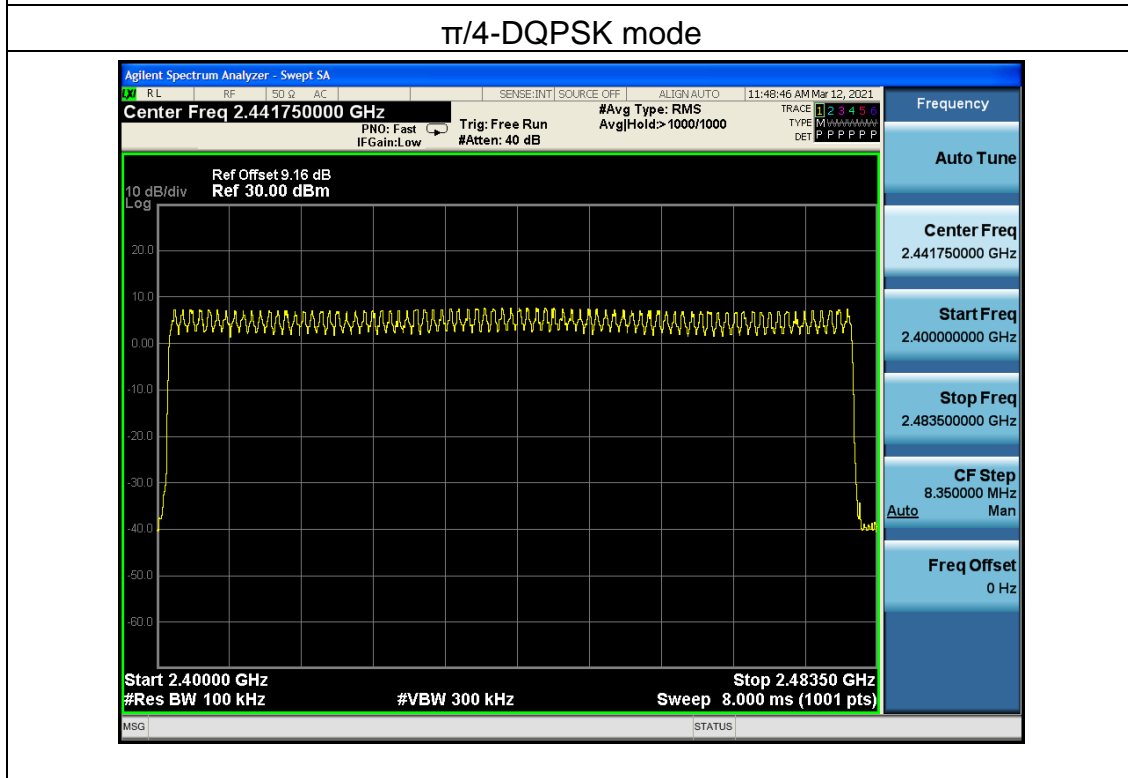 π/4-DQPSK mode
Agilent Spectrum Analyzer - Swept SA
LXI RL RF 50 Ω AC SENSE:INT SOURCE OFF ALIGN AUTO 11:48:46 AM Mar 12, 2021
Center Freq 2.441750000 GHz
#Avg Type: RMS
TRACE 1 2 3 4 5 6
PNO: Fast
Trig: Free Run
Avg|Hold:>1000/1000
TYPE M WWWWW
IFGain:Low
#Atten: 40 dB
DET P P P P P P
Ref Offset 9.16 dB
10 dB/div Ref 30.00 dBm
Log
20.0
10.0
0.00
-10.0
-20.0
-30.0
-40.0
-50.0
-60.0
Start 2.40000 GHz Stop 2.48350 GHz
#Res BW 100 kHz #VBW 300 kHz Sweep 8.000 ms (1001 pts)
MSG STATUS
Frequency
Auto Tune
Center Freq
2.441750000 GHz
Start Freq
2.400000000 GHz
Stop Freq
2.483500000 GHz
CF Step
8.350000 MHz
Auto Man
Freq Offset
0 Hz